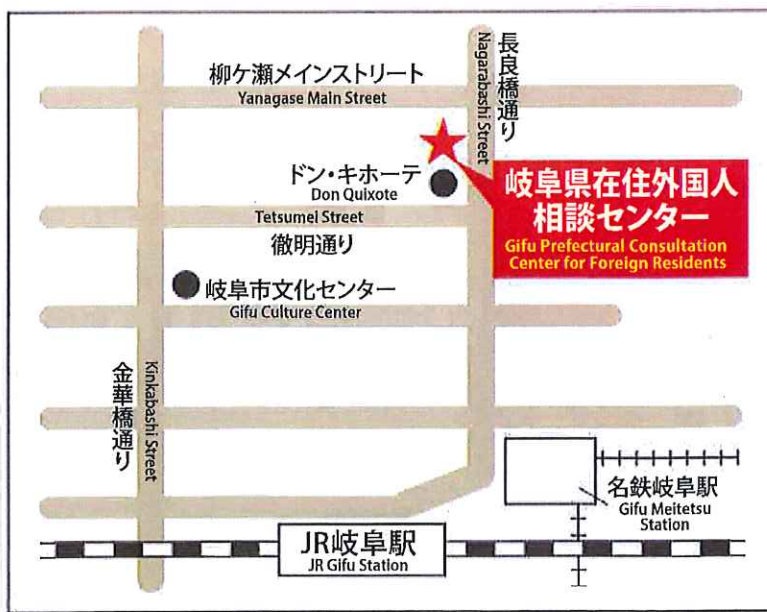 柳ケ瀬メインストリート
Yanagase Main Street
長良橋通り
Nagarabashi Street
ドン・キホーテ
Don Quixote
岐阜県在住外国人
相談センター
Gifu Prefectural Consultation
Center for Foreign Residents
Tetsumei Street
徹明通り
岐阜市文化センター
Gifu Culture Center
金華橋通り
Kinkabashi Street
名鉄岐阜駅
Gifu Meitetsu
Station
JR岐阜駅
JR Gifu Station